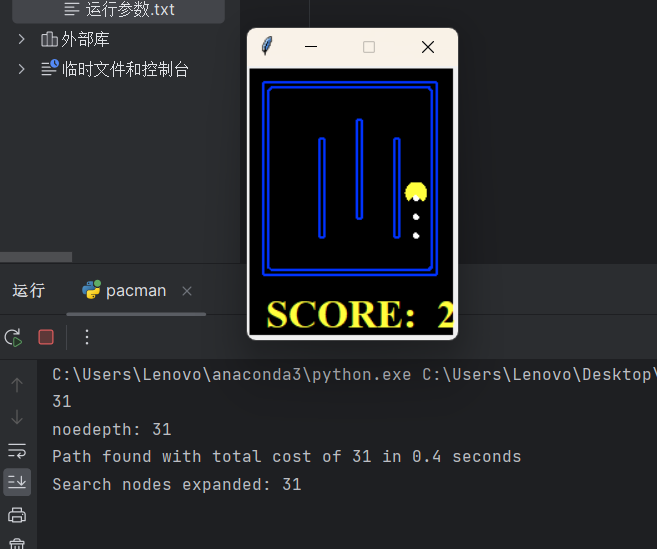 运行参数.txt
外部库
临时文件和控制台
SCORE: 2
运行
pacman
C:\Users\Lenovo\anaconda3\python.exe C:\Users\Lenovo\Desktop\
31
noedepth: 31
Path found with total cost of 31 in 0.4 seconds
Search nodes expanded: 31